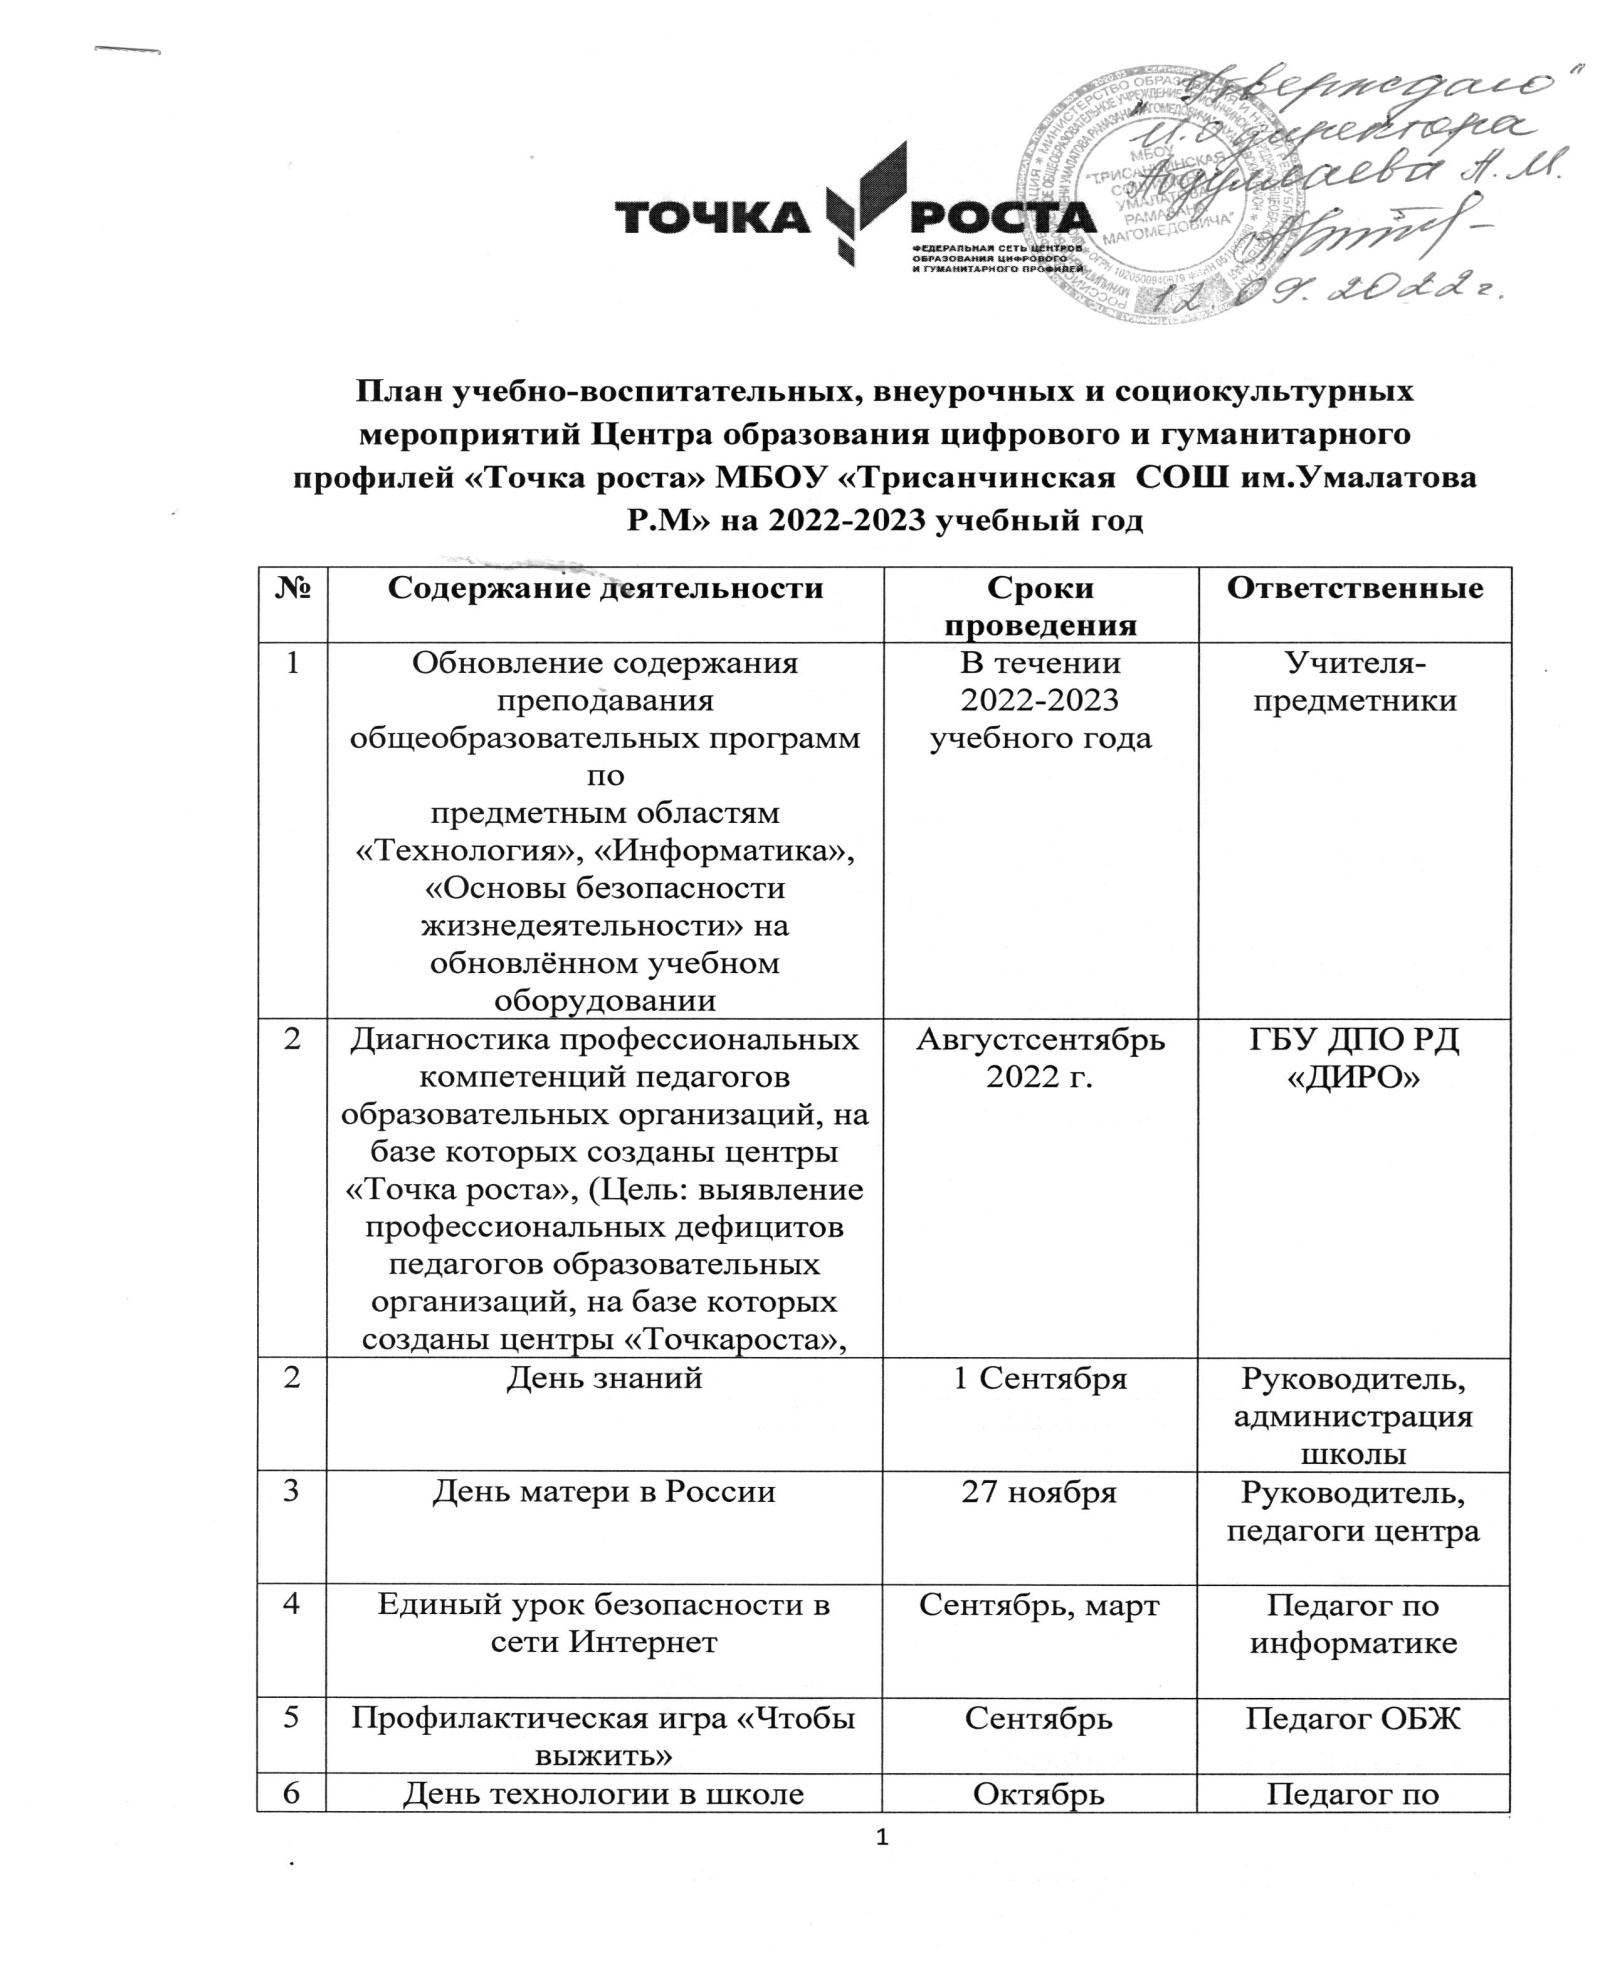 "Утверждаю"
И.о директора
Абдуллаева А.М.
12.09.2022г.
МБОУ
"ТРИСАНЧИНСКАЯ
УМАЛАТОВА
РАМАЗАНА
МАГОМЕДОВИЧА"
ТОЧКА РОСТА
ФЕДЕРАЛЬНАЯ СЕТЬ ЦЕНТРОВ
ОБРАЗОВАНИЯ ЦИФРОВОГО
И ГУМАНИТАРНОГО ПРОФИЛЕЙ
План учебно-воспитательных, внеурочных и социокультурных
мероприятий Центра образования цифрового и гуманитарного
профилей «Точка роста» МБОУ «Трисанчинская СОШ им.Умалатова
Р.М» на 2022-2023 учебный год
№ Содержание деятельности Сроки Ответственные
проведения
1 Обновление содержания В течении Учителя-
преподавания 2022-2023 предметники
общеобразовательных программ учебного года
по
предметным областям
«Технология», «Информатика»,
«Основы безопасности
жизнедеятельности» на
обновлённом учебном
оборудовании
2 Диагностика профессиональных Августсентябрь ГБУ ДПО РД
компетенций педагогов 2022 г. «ДИРО»
образовательных организаций, на
базе которых созданы центры
«Точка роста», (Цель: выявление
профессиональных дефицитов
педагогов образовательных
организаций, на базе которых
созданы центры «Точкароста»,
2 День знаний 1 Сентября Руководитель,
администрация
школы
3 День матери в России 27 ноября Руководитель,
педагоги центра
4 Единый урок безопасности в Сентябрь, март Педагог по
сети Интернет информатике
5 Профилактическая игра «Чтобы Сентябрь Педагог ОБЖ
выжить»
6 День технологии в школе Октябрь Педагог по
1